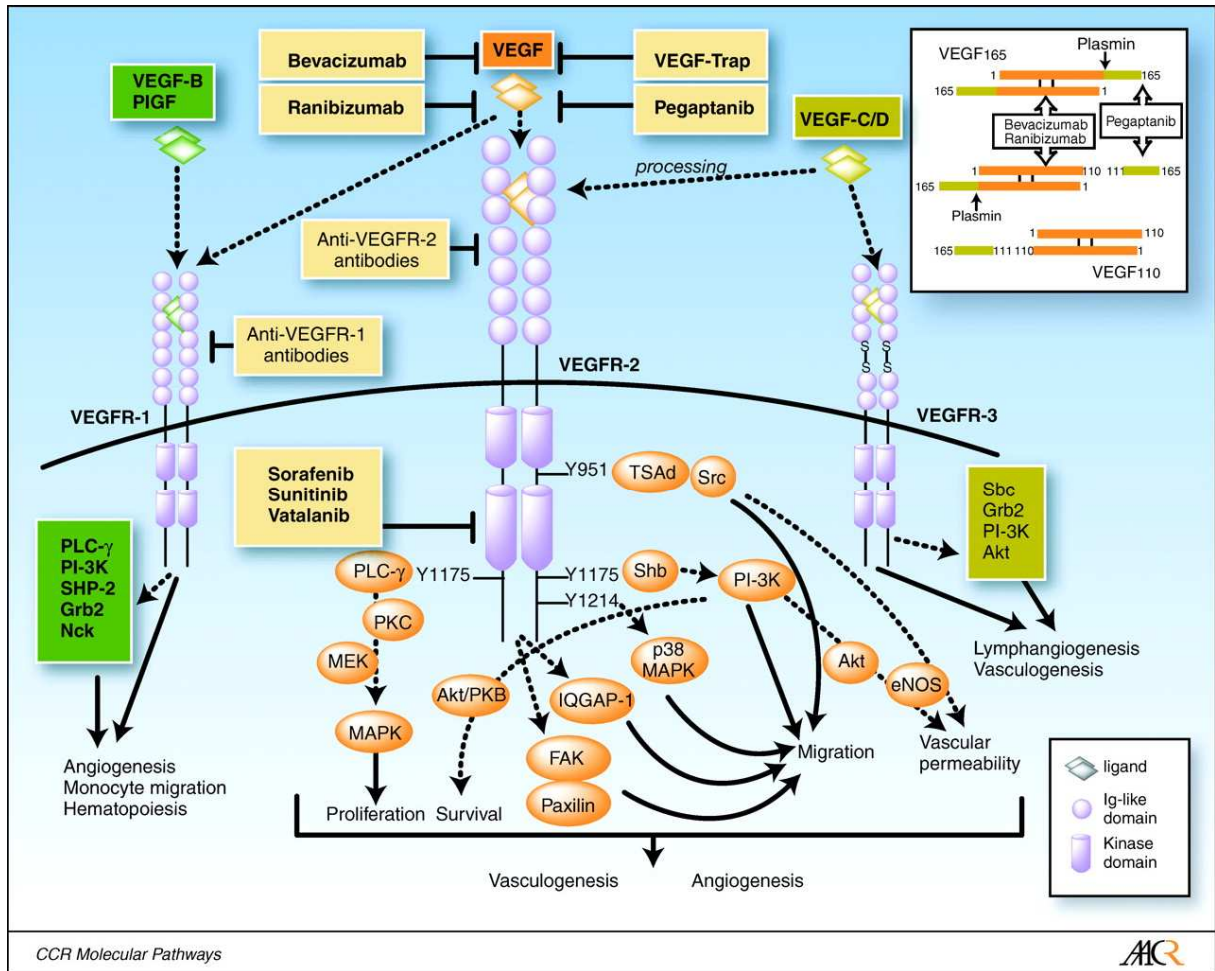 Bevacizumab
VEGF
VEGF-Trap
Ranibizumab
Pegaptanib
VEGF-B
PlGF
VEGF-C/D
processing
Anti-VEGFR-2
antibodies
Anti-VEGFR-1
antibodies
VEGFR-1
VEGFR-2
VEGFR-3
S
S
S
S
VEGF165
Plasmin
1
165
165
1
Bevacizumab
Ranibizumab
Pegaptanib
1
110
111
165
165
1
Plasmin
1
110
165
111
110
1
VEGF110
Sorafenib
Sunitinib
Vatalanib
Y951
TSAd
Src
PLC-γ
Y1175
Y1175
Shb
PI-3K
Y1214
PKC
MEK
MAPK
Akt/PKB
IQGAP-1
p38
MAPK
FAK
Paxilin
Akt
eNOS
Sbc
Grb2
PI-3K
Akt
PLC-γ
PI-3K
SHP-2
Grb2
Nck
Angiogenesis
Monocyte migration
Hematopoiesis
Proliferation
Survival
Migration
Vascular
permeability
Lymphangiogenesis
Vasculogenesis
Vasculogenesis
Angiogenesis
ligand
Ig-like
domain
Kinase
domain
CCR Molecular Pathways
AACR